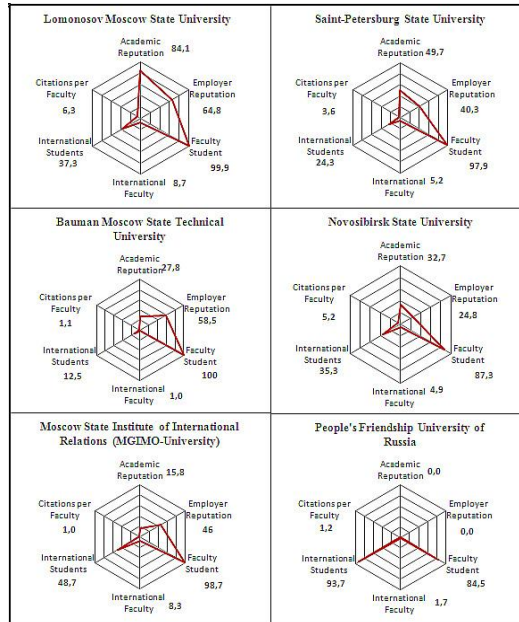 Lomonosov Moscow State University
Academic
Reputation
84,1
Employer
Reputation
64,8
Faculty
Student
99,9
International
Faculty
8,7
International
Students
37,3
Citations per
Faculty
6,3
Saint-Petersburg State University
Academic
Reputation
49,7
Employer
Reputation
40,3
Faculty
Student
97,9
International
Faculty
5,2
International
Students
24,3
Citations per
Faculty
3,6
Bauman Moscow State Technical
University
Academic
Reputation
27,8
Employer
Reputation
58,5
Faculty
Student
100
International
Faculty
1,0
International
Students
12,5
Citations per
Faculty
1,1
Novosibirsk State University
Academic
Reputation
32,7
Employer
Reputation
24,8
Faculty
Student
87,3
International
Faculty
4,9
International
Students
35,3
Citations per
Faculty
5,2
Moscow State Institute of International
Relations (MGIMO-University)
Academic
Reputation
15,8
Employer
Reputation
46
Faculty
Student
98,7
International
Faculty
8,3
International
Students
48,7
Citations per
Faculty
1,0
People's Friendship University of
Russia
Academic
Reputation
0,0
Employer
Reputation
0,0
Faculty
Student
84,5
International
Faculty
1,7
International
Students
93,7
Citations per
Faculty
1,2